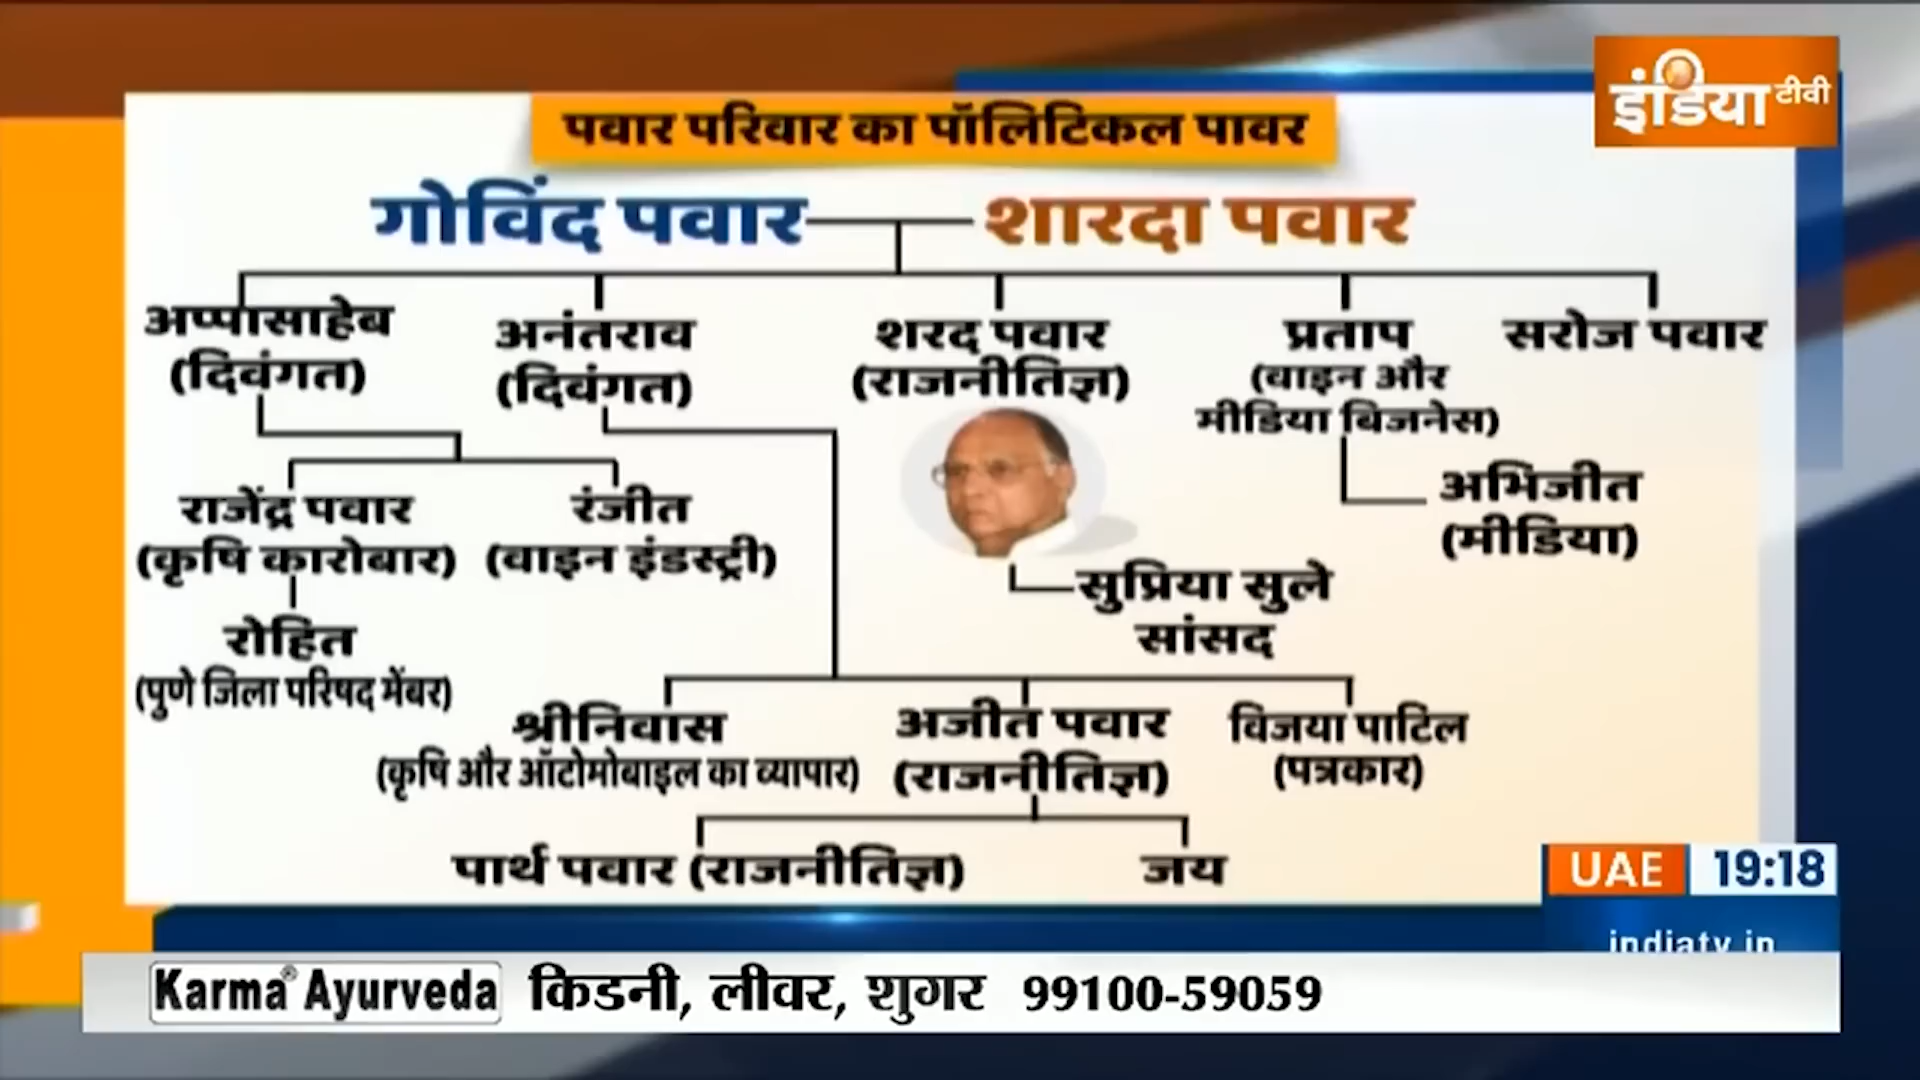 इंडिया टीवी
पवार परिवार का पॉलिटिकल पावर
गोविंद पवार
शारदा पवार
अप्पासाहेब
(दिवंगत)
अनंतराव
(दिवंगत)
शरद पवार
(राजनीतिज्ञ)
प्रताप
(वाइन और
मीडिया बिजनेस)
सरोज पवार
राजेंद्र पवार
(कृषि कारोबार)
रंजीत
(वाइन इंडस्ट्री)
अभिजीत
(मीडिया)
सुप्रिया सुले
सांसद
रोहित
(पुणे जिला परिषद मेंबर)
श्रीनिवास
(कृषि और ऑटोमोबाइल का व्यापार)
अजीत पवार
(राजनीतिज्ञ)
विजया पाटिल
(पत्रकार)
पार्थ पवार (राजनीतिज्ञ)
जय
UAE 19:18
indiatv.in
Karma® Ayurveda किडनी, लीवर, शुगर 99100-59059